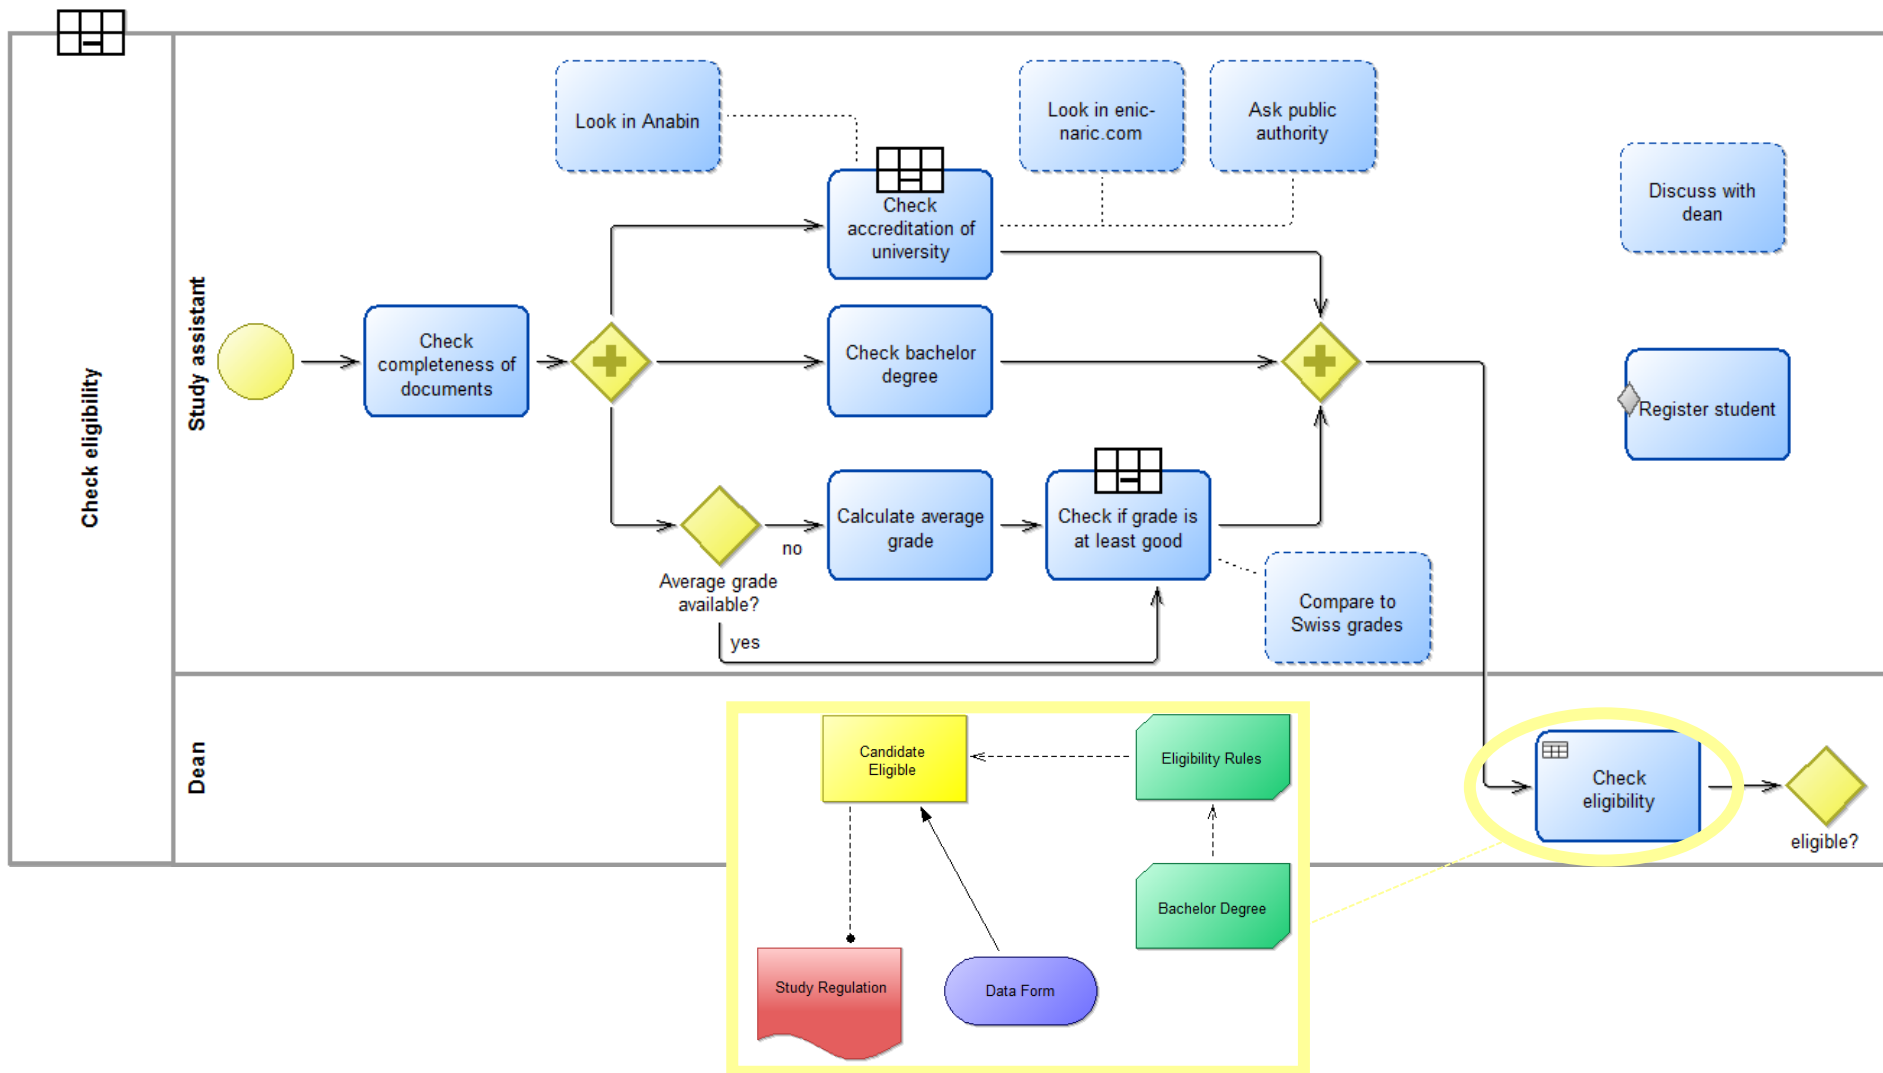 Check eligibility
Study assistant
Look in Anabin
Look in enic-
naric.com
Ask public
authority
Discuss with
dean
Check
accreditation of
university
Check
completeness of
documents
Check bachelor
degree
Register student
Average grade
available?
no
yes
Calculate average
grade
Check if grade is
at least good
Compare to
Swiss grades
Dean
Candidate
Eligible
Eligibility Rules
Bachelor Degree
Study Regulation
Data Form
Check
eligibility
eligible?